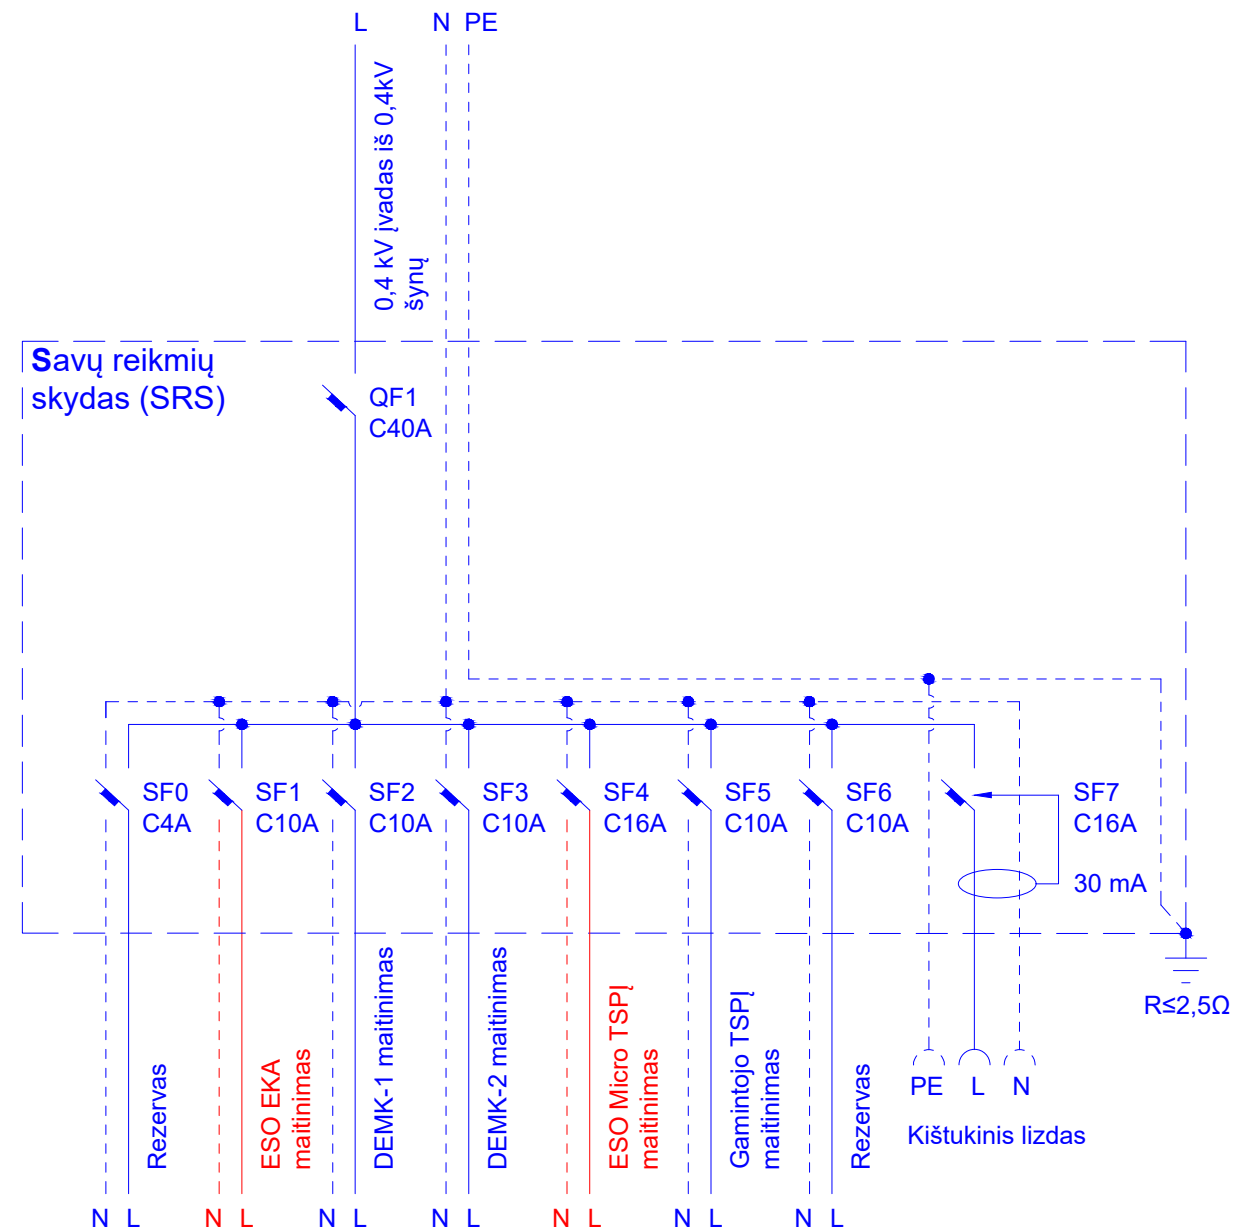 L
N
PE
0,4 kV įvadas iš 0,4kV
šynų
Savų reikmių
skydas (SRS)
QF1
C40A
SF0
C4A
SF1
C10A
SF2
C10A
SF3
C10A
SF4
C16A
SF5
C10A
SF6
C10A
SF7
C16A
30 mA
R≤2,5Ω
Rezervas
ESO EKA
maitinimas
DEMK-1 maitinimas
DEMK-2 maitinimas
ESO Micro TSPĮ
maitinimas
Gamintojo TSPĮ
maitinimas
Rezervas
PE
L
N
Kištukinis lizdas
N L
N L
N L
N L
N L
N L
N L